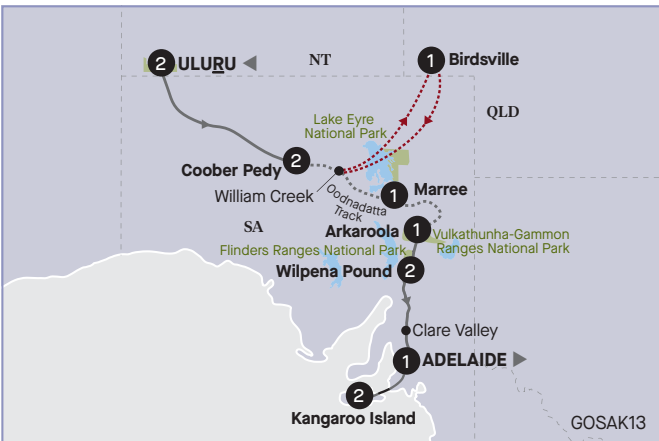 2 ULURU
NT
1 Birdsville
QLD
Lake Eyre
National Park
2
Coober Pedy
William Creek
Oodnadatta
Track
1 Marree
SA
Arkaroola 1
Vulkathunha-Gammon
Ranges National Park
Flinders Ranges National Park
Wilpena Pound 2
Clare Valley
1 ADELAIDE
2
Kangaroo Island
GOSAK13